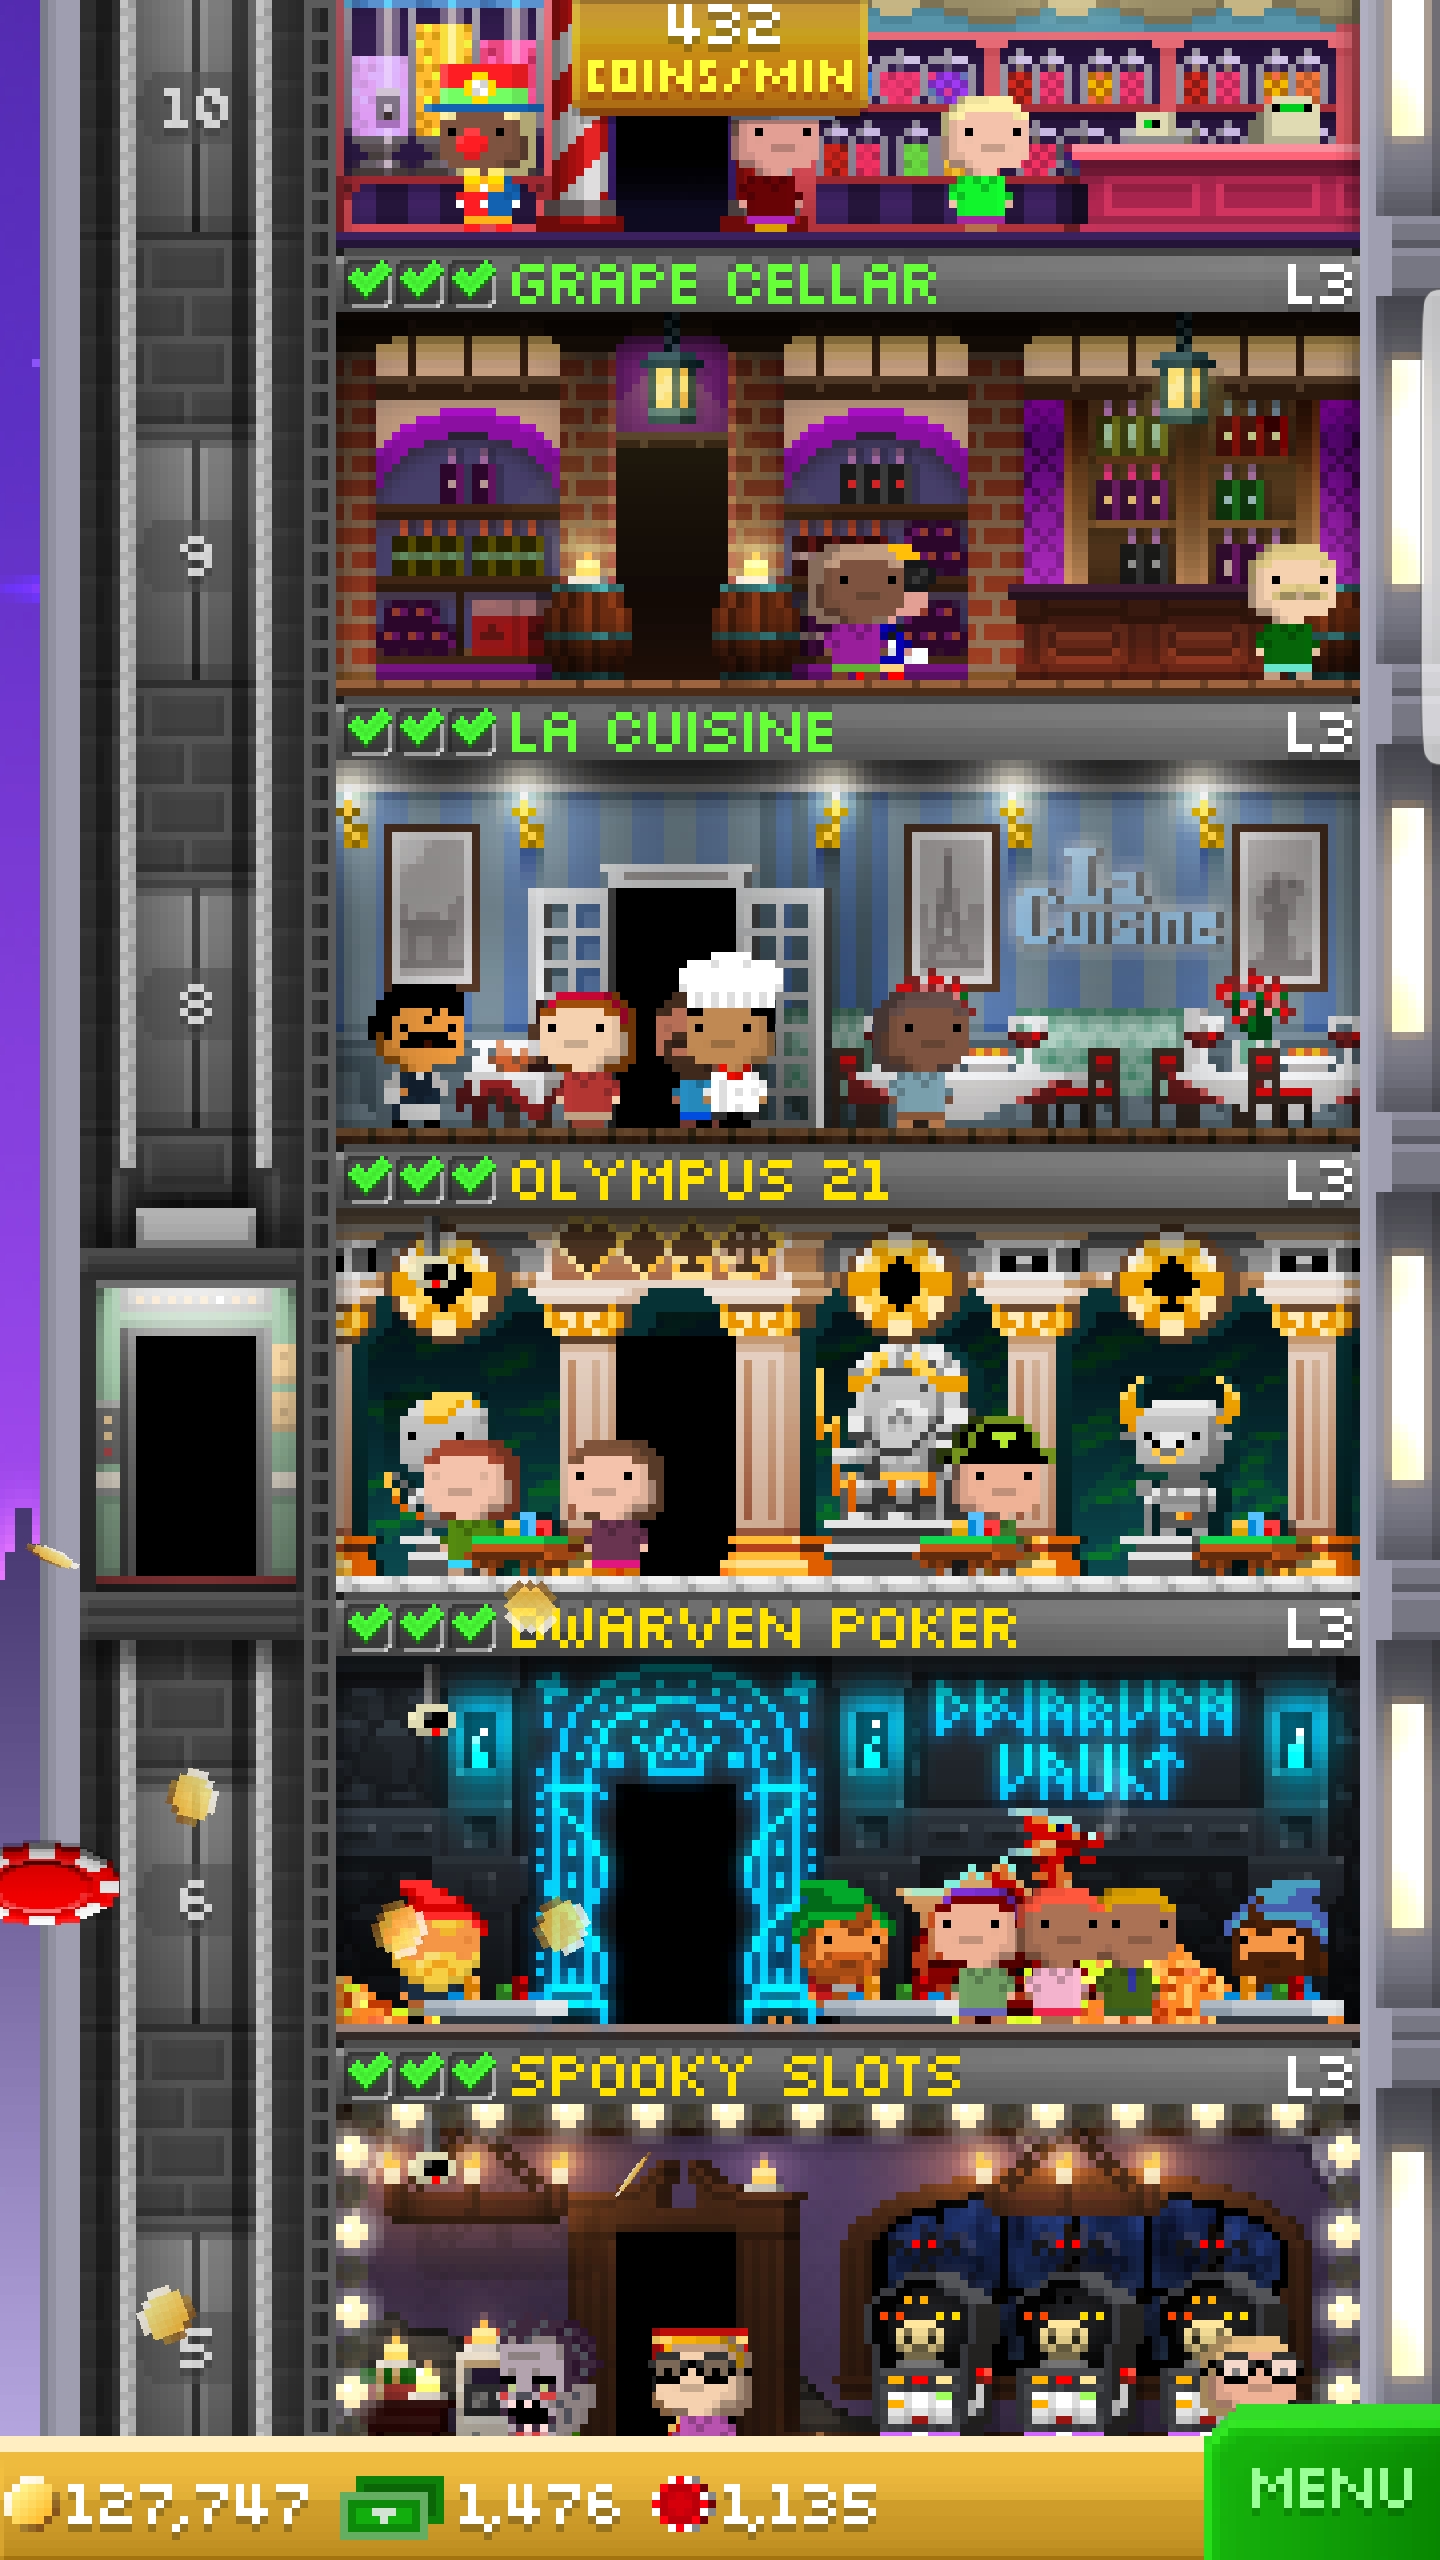 432
COINS/MIN
10
GRAPE CELLAR L3
9
LA CUISINE L3
La
Cuisine
8
OLYMPUS 21 L3
DWARVEN POKER L3
DWARVEN
VAULT
6
SPOOKY SLOTS L3
5
127,747 1,476 1,135
MENU